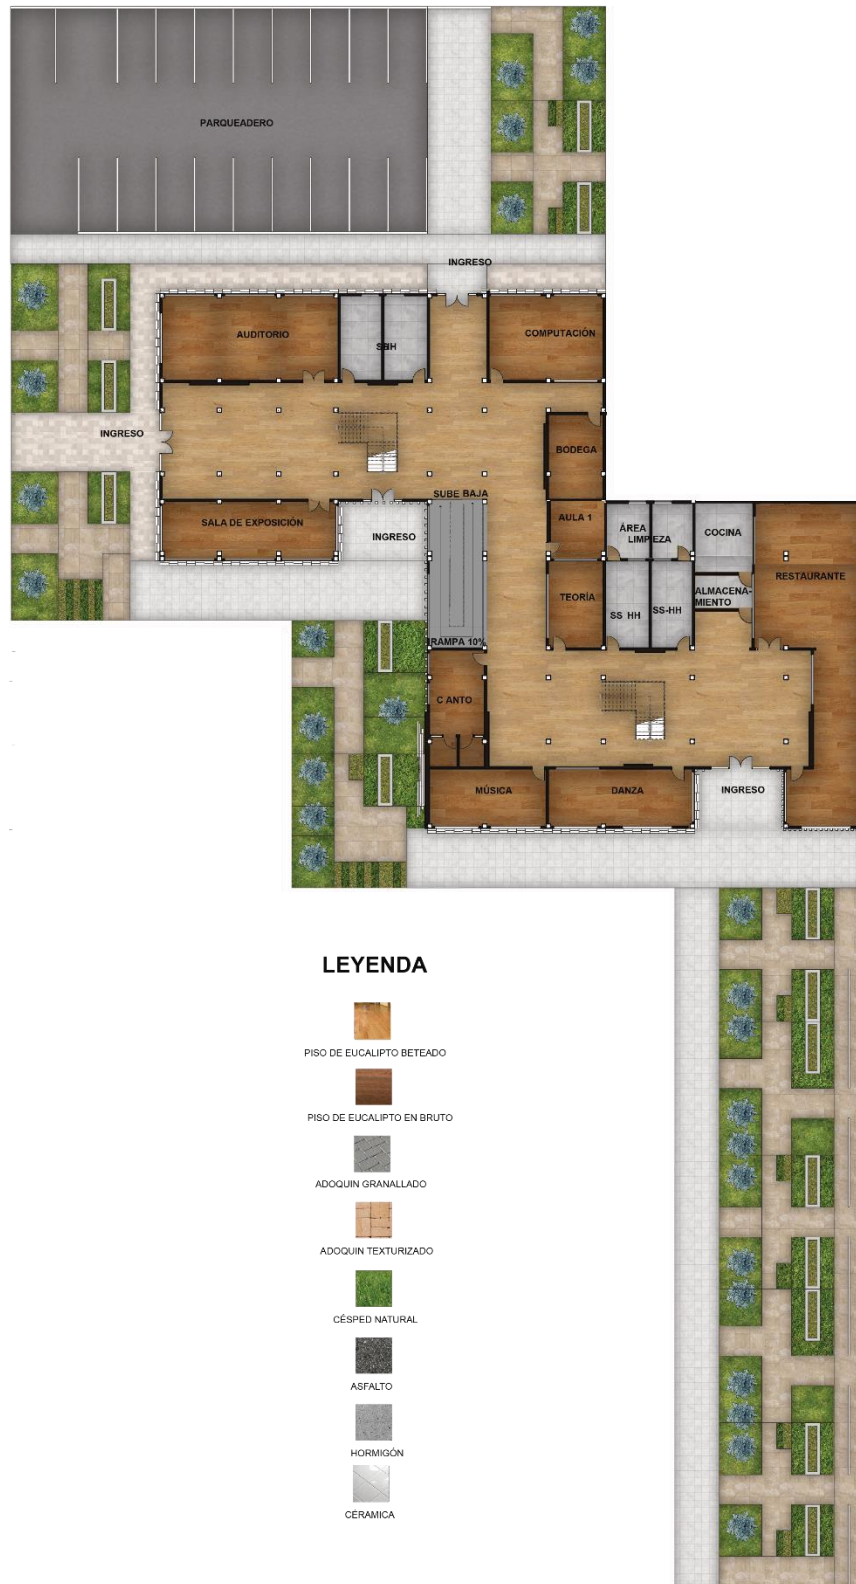 PARQUEADERO
INGRESO
AUDITORIO
COMPUTACIÓN
INGRESO
BODEGA
SUBE BAJA
SALA DE EXPOSICIÓN
INGRESO
AULA 1
ÁREA
LIMPIEZA
COCINA
RESTAURANTE
TEORÍA
SS HH
SS-HH
ALMACENA-
MIENTO
RAMPA 10%
C ANTO
MÚSICA
DANZA
INGRESO
LEYENDA
PISO DE EUCALIPTO BETEADO
PISO DE EUCALIPTO EN BRUTO
ADOQUIN GRANALLADO
ADOQUIN TEXTURIZADO
CÉSPED NATURAL
ASFALTO
HORMIGÓN
CÉRAMICA